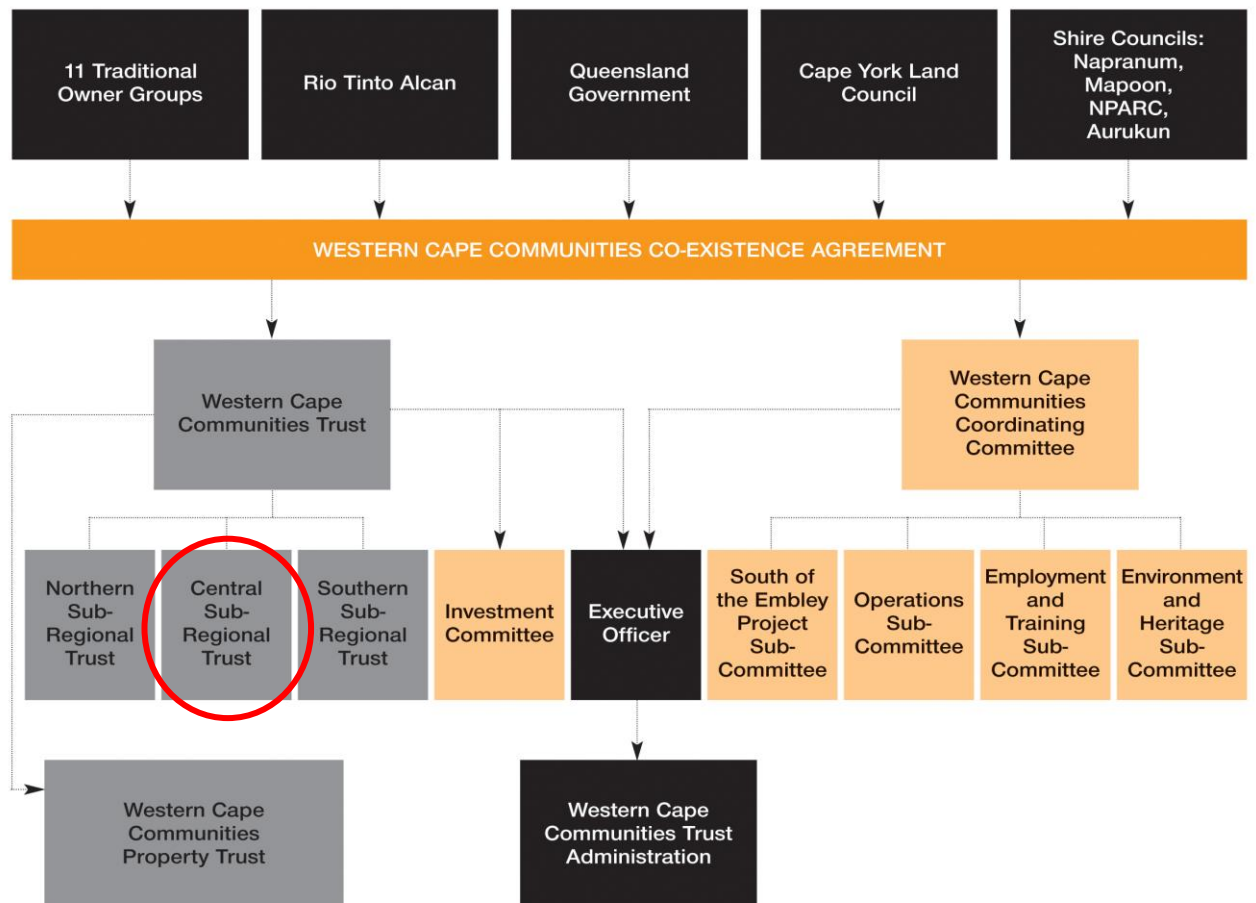 11 Traditional
Owner Groups
Rio Tinto Alcan
Queensland
Government
Cape York Land
Council
Shire Councils:
Napranum,
Mapoon,
NPARC,
Aurukun
WESTERN CAPE COMMUNITIES CO-EXISTENCE AGREEMENT
Western Cape
Communities Trust
Western Cape
Communities
Coordinating
Committee
Northern
Sub-
Regional
Trust
Central
Sub-
Regional
Trust
Southern
Sub-
Regional
Trust
Investment
Committee
Executive
Officer
South of
the Embley
Project
Sub-
Committee
Operations
Sub-
Committee
Employment
and
Training
Sub-
Committee
Environment
and
Heritage
Sub-
Committee
Western Cape
Communities
Property Trust
Western Cape
Communities Trust
Administration